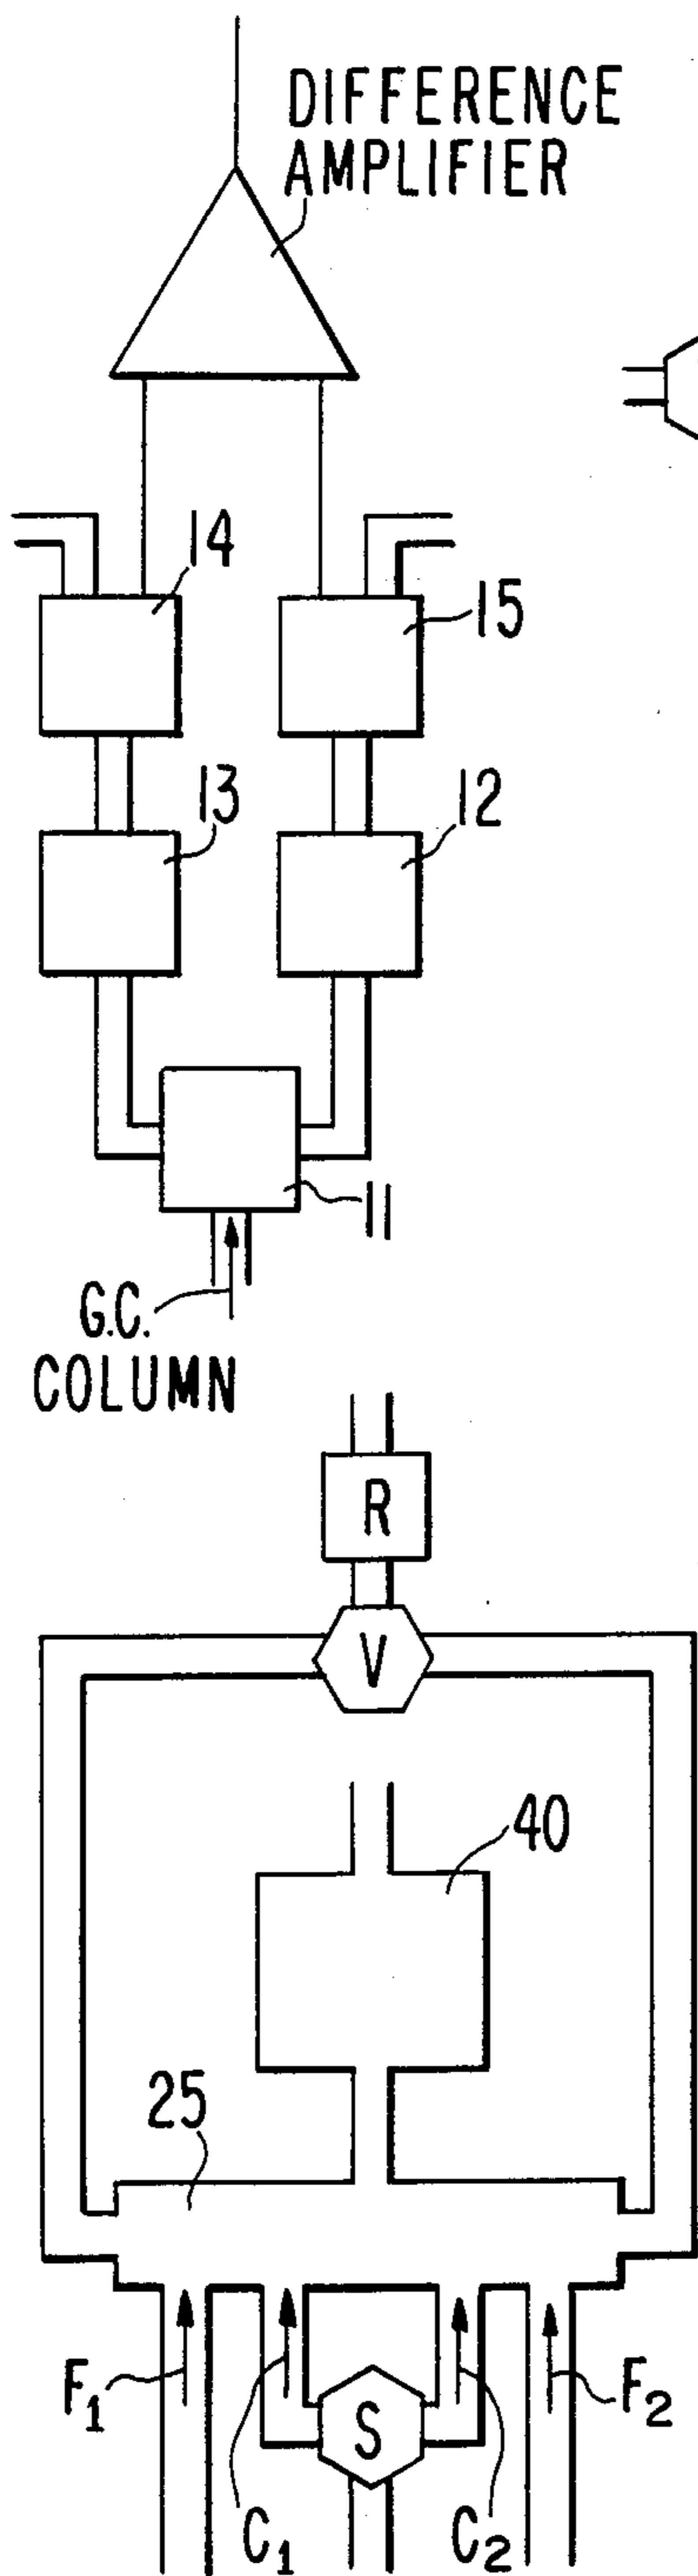 DIFFERENCE
AMPLIFIER
14
15
13
12
11
G.C.
COLUMN
R
V
40
25
F1
F2
S
C1
C2